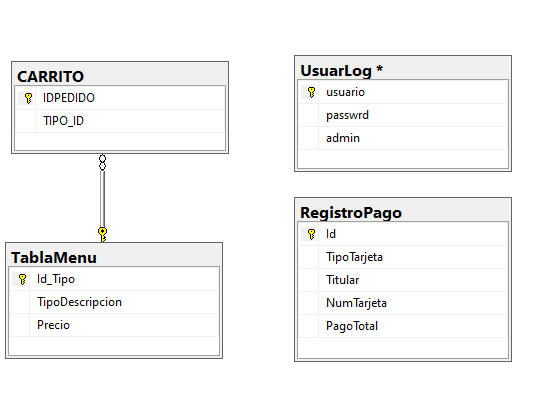 CARRITO
IDPEDIDO
TIPO_ID
TablaMenu
Id_Tipo
TipoDescripcion
Precio
UsuarLog *
usuario
passwrd
admin
RegistroPago
Id
TipoTarjeta
Titular
NumTarjeta
PagoTotal